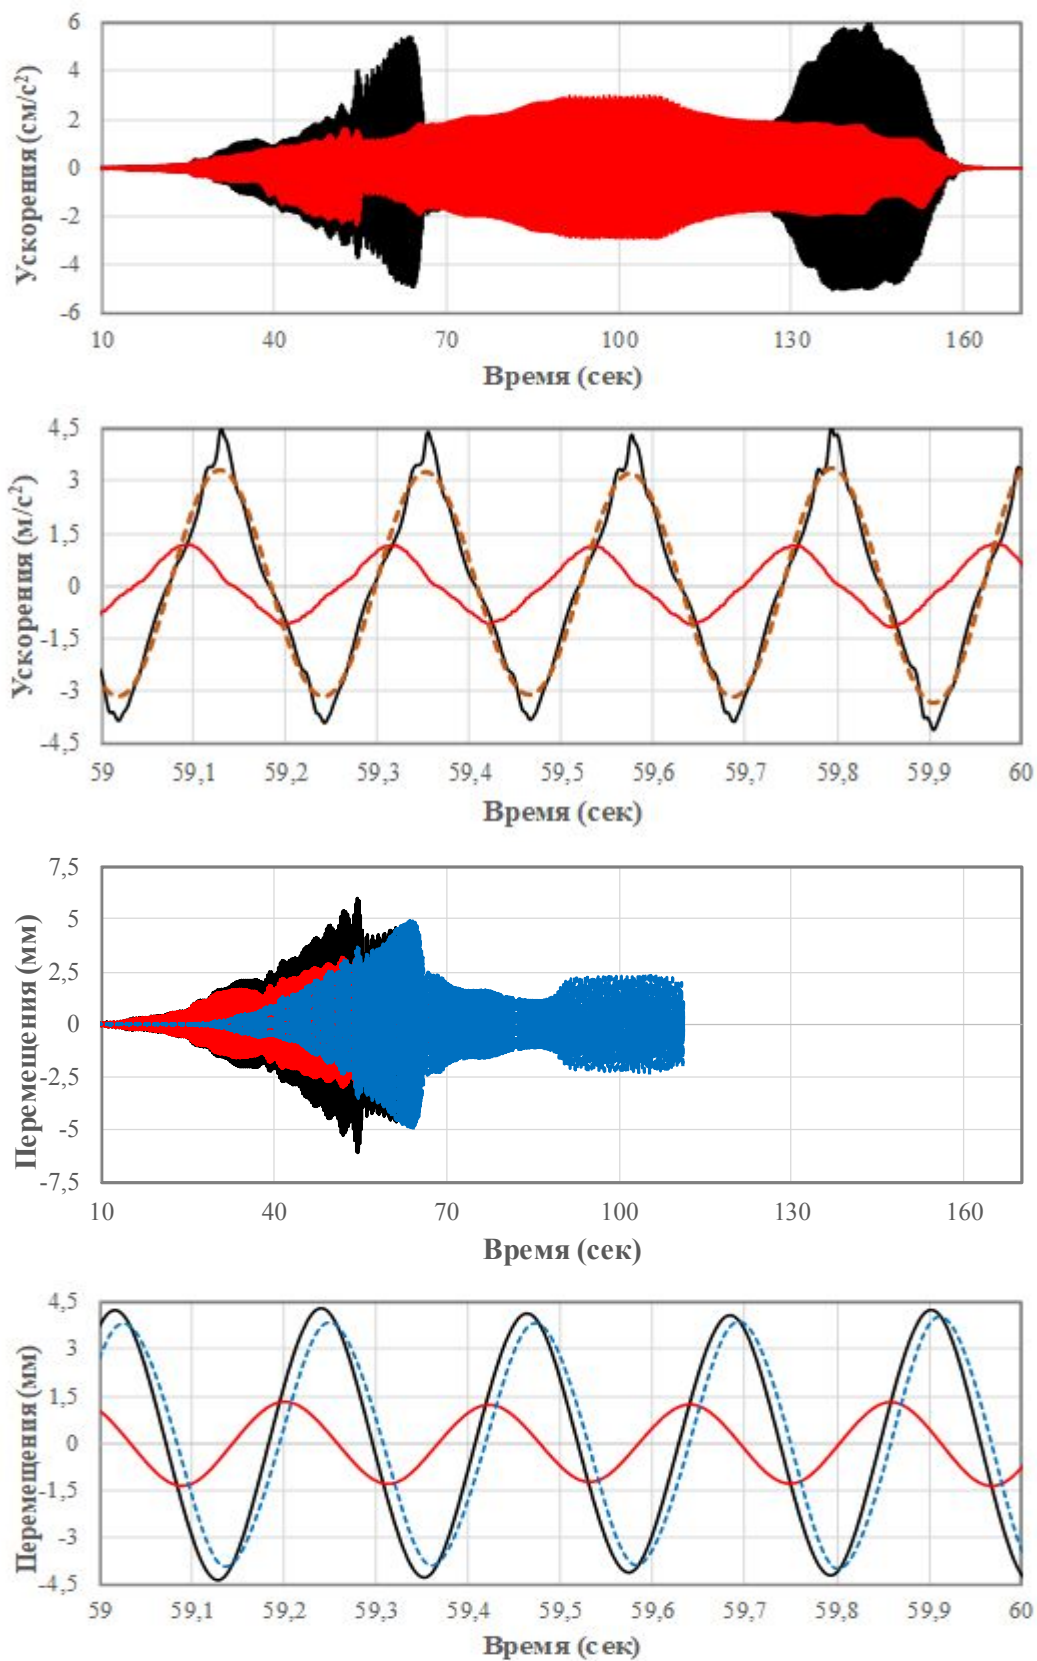 Ускорения (см/с²)
6
4
2
0
-2
-4
-6
10 40 70 100 130 160
Время (сек)
Ускорения (м/с²)
4,5
3
1,5
0
-1,5
-3
-4,5
59 59,1 59,2 59,3 59,4 59,5 59,6 59,7 59,8 59,9 60
Время (сек)
Перемещения (мм)
7,5
5
2,5
0
-2,5
-5
-7,5
10 40 70 100 130 160
Время (сек)
Перемещения (мм)
4,5
3
1,5
0
-1,5
-3
-4,5
59 59,1 59,2 59,3 59,4 59,5 59,6 59,7 59,8 59,9 60
Время (сек)